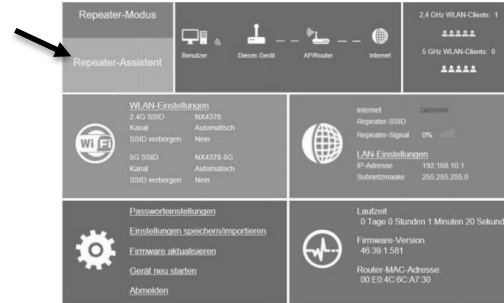 Repeater-Modus
Repeater-Assistent
Benutzer
Dieses Gerät
AP/Router
Internet
2,4 GHz WLAN-Clients: 1
5 GHz WLAN-Clients: 0
Wi Fi
WLAN-Einstellungen
2.4G SSID NX4378
Kanal Automatisch
SSID verbergen Nein
5G SSID NX4378-5G
Kanal Automatisch
SSID verbergen Nein
Internet Getrennt
Repeater-SSID
Repeater-Signal 0%
LAN-Einstellungen
IP-Adresse 192.168.10.1
Subnetzmaske 255.255.255.0
Passworteinstellungen
Einstellungen speichern/importieren
Firmware aktualisieren
Gerät neu starten
Abmelden
Laufzeit
0 Tage 0 Stunden 1 Minuten 20 Sekund
Firmware-Version
46.39.1.581
Router-MAC-Adresse:
00:E0:4C:6C:A7:30